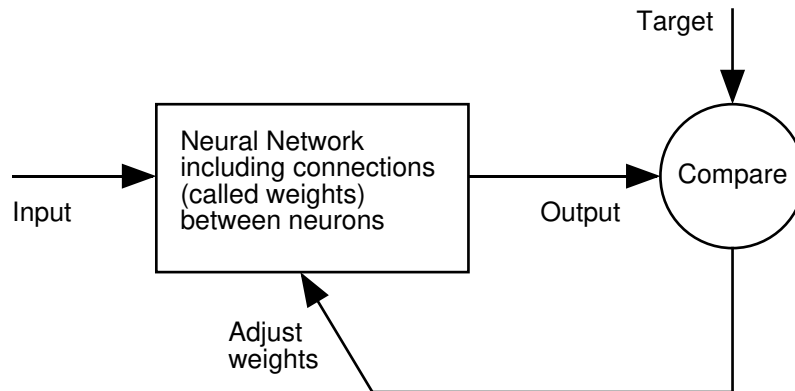 Target
Neural Network
including connections
(called weights)
between neurons
Compare
Input
Output
Adjust
weights